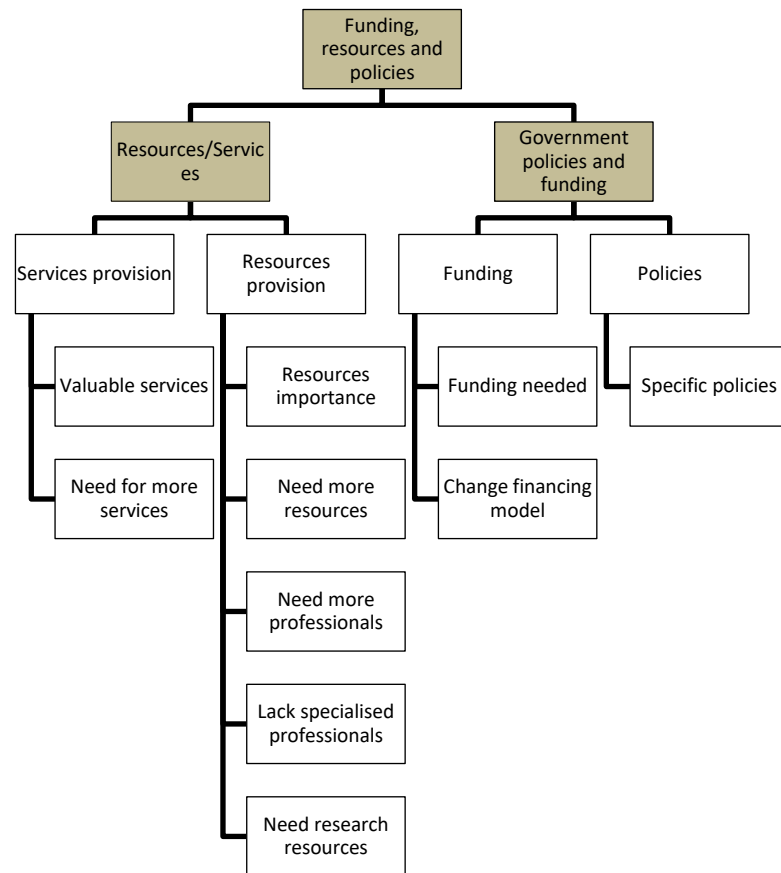 Funding,
resources and
policies
Resources/Servic
es
Government
policies and
funding
Services provision
Resources
provision
Funding
Policies
Valuable services
Resources
importance
Funding needed
Specific policies
Need for more
services
Need more
resources
Change financing
model
Need more
professionals
Lack specialised
professionals
Need research
resources